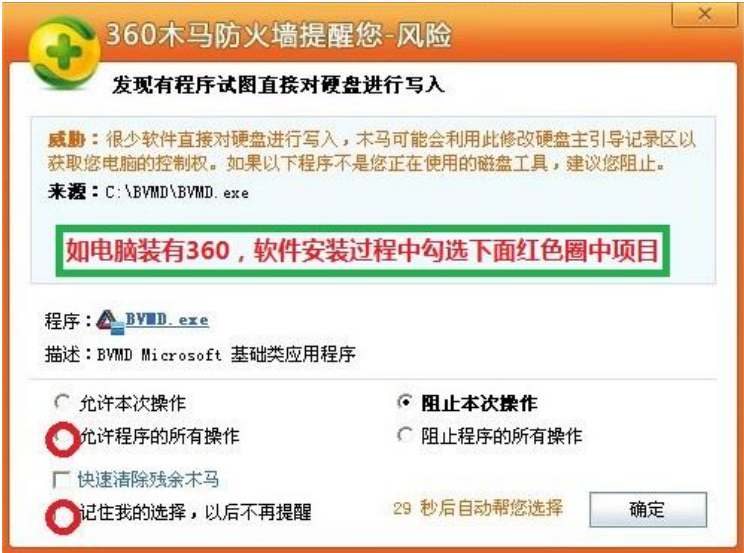 360木马防火墙提醒您-风险
发现有程序试图直接对硬盘进行写入
威胁：很少软件直接对硬盘进行写入，木马可能会利用此修改硬盘主引导记录区以
获取您电脑的控制权。如果以下程序不是您正在使用的磁盘工具，建议您阻止。
来源：C:\BVMD\BVMD.exe
如电脑装有360，软件安装过程中勾选下面红色圈中项目
程序：BVMD.exe
描述：BVMD Microsoft 基础类应用程序
允许本次操作 阻止本次操作
允许程序的所有操作 阻止程序的所有操作
快速清除残余木马
记住我的选择，以后不再提醒 29 秒后自动帮您选择 确定